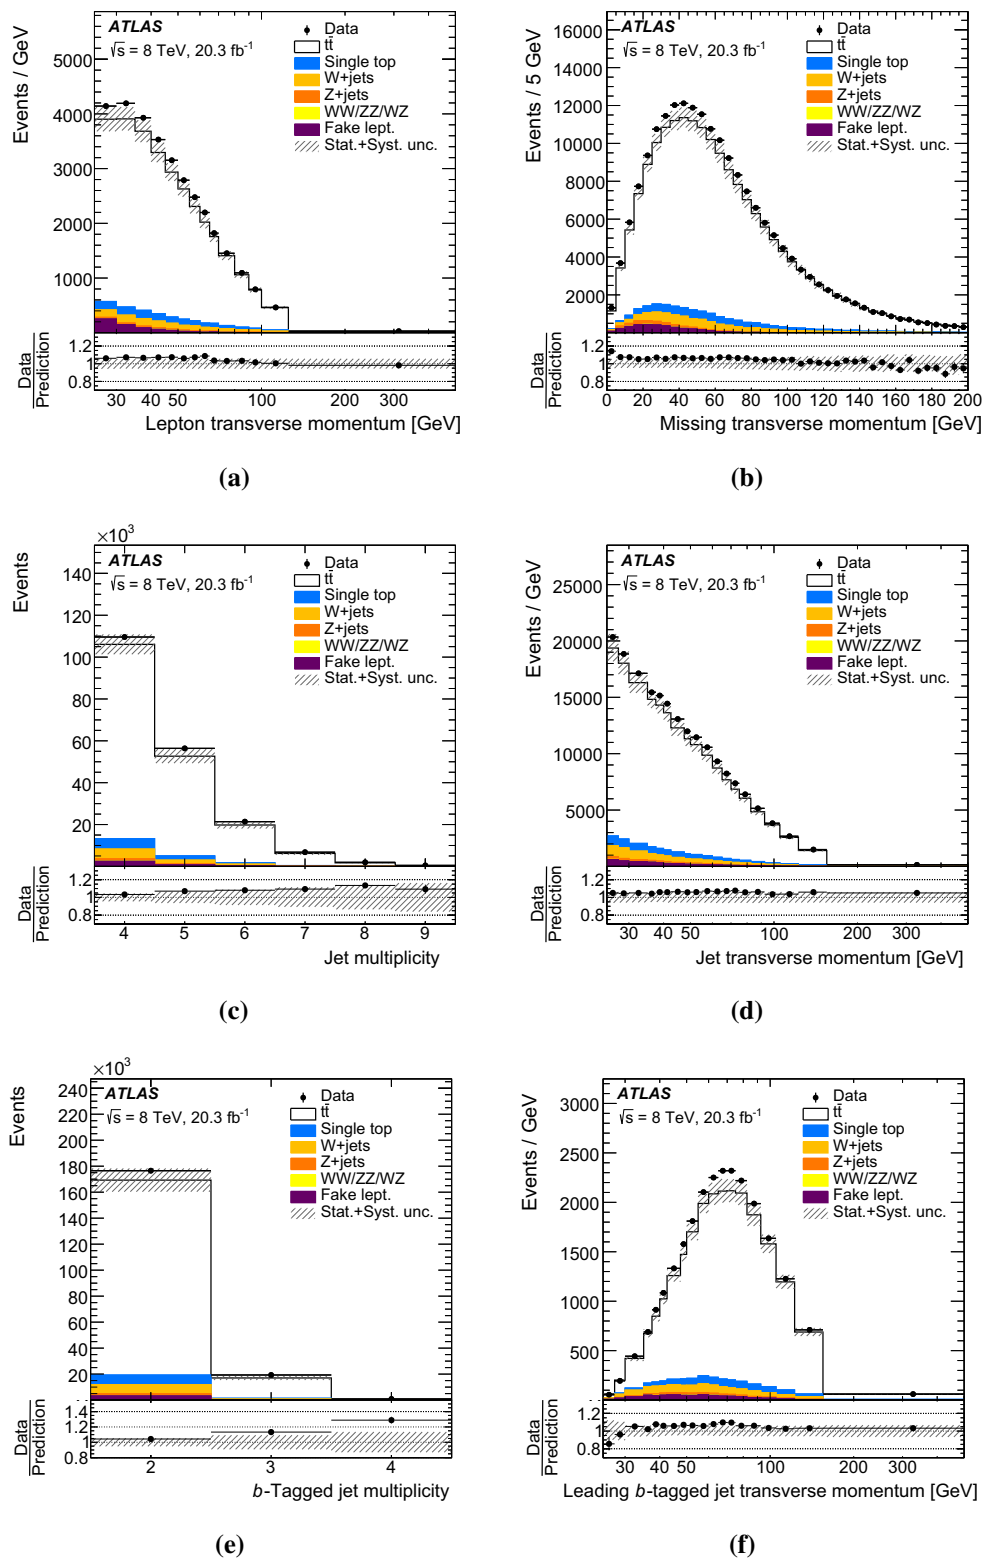 ATLAS
√s = 8 TeV, 20.3 fb⁻¹
Events / GeV
5000
4000
3000
2000
1000
Data
tt̄
Single top
W+jets
Z+jets
WW/ZZ/WZ
Fake lept.
Stat.+Syst. unc.
Data
Prediction
1.2
1
0.8
30 40 50 100 200 300
Lepton transverse momentum [GeV]
(a)
ATLAS
√s = 8 TeV, 20.3 fb⁻¹
Events / 5 GeV
16000
14000
12000
10000
8000
6000
4000
2000
Data
tt̄
Single top
W+jets
Z+jets
WW/ZZ/WZ
Fake lept.
Stat.+Syst. unc.
Data
Prediction
1.2
1
0.8
0 20 40 60 80 100 120 140 160 180 200
Missing transverse momentum [GeV]
(b)
×10³
ATLAS
√s = 8 TeV, 20.3 fb⁻¹
Events
140
120
100
80
60
40
20
Data
tt̄
Single top
W+jets
Z+jets
WW/ZZ/WZ
Fake lept.
Stat.+Syst. unc.
Data
Prediction
1.2
1
0.8
4 5 6 7 8 9
Jet multiplicity
(c)
ATLAS
√s = 8 TeV, 20.3 fb⁻¹
Events / GeV
25000
20000
15000
10000
5000
Data
tt̄
Single top
W+jets
Z+jets
WW/ZZ/WZ
Fake lept.
Stat.+Syst. unc.
Data
Prediction
1.2
1
0.8
30 40 50 100 200 300
Jet transverse momentum [GeV]
(d)
×10³
ATLAS
√s = 8 TeV, 20.3 fb⁻¹
Events
240
220
200
180
160
140
120
100
80
60
40
20
Data
tt̄
Single top
W+jets
Z+jets
WW/ZZ/WZ
Fake lept.
Stat.+Syst. unc.
Data
Prediction
1.4
1.2
1
0.8
2 3 4
b-Tagged jet multiplicity
(e)
ATLAS
√s = 8 TeV, 20.3 fb⁻¹
Events / GeV
3000
2500
2000
1500
1000
500
Data
tt̄
Single top
W+jets
Z+jets
WW/ZZ/WZ
Fake lept.
Stat.+Syst. unc.
Data
Prediction
1.2
1
0.8
30 40 50 100 200 300
Leading b-tagged jet transverse momentum [GeV]
(f)